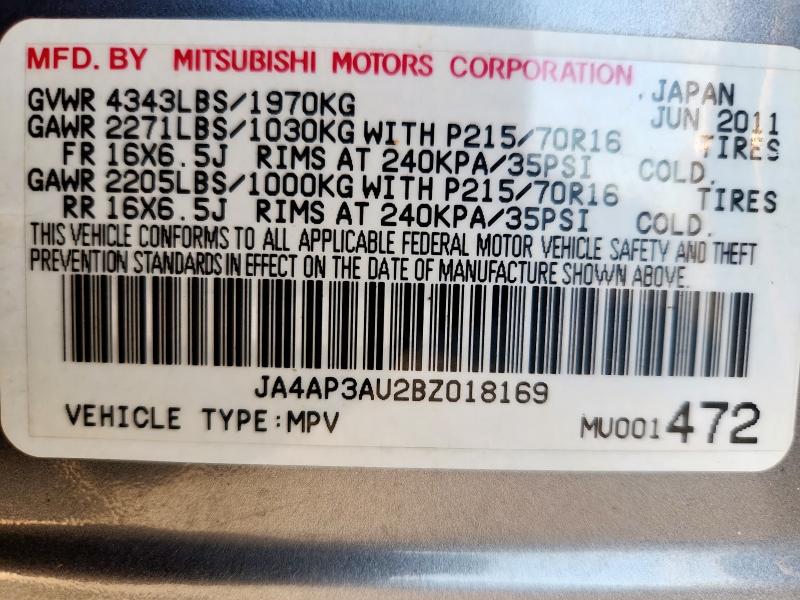 MFD. BY MITSUBISHI MOTORS CORPORATION
GVWR 4343LBS/1970KG JAPAN
JUN 2011
GAWR 2271LBS/1030KG WITH P215/70R16 TIRES
FR 16X6.5J RIMS AT 240KPA/35PSI COLD.
GAWR 2205LBS/1000KG WITH P215/70R16 TIRES
RR 16X6.5J RIMS AT 240KPA/35PSI COLD.
THIS VEHICLE CONFORMS TO ALL APPLICABLE FEDERAL MOTOR VEHICLE SAFETY AND THEFT
PREVENTION STANDARDS IN EFFECT ON THE DATE OF MANUFACTURE SHOWN ABOVE.
JA4AP3AU2BZ018169
VEHICLE TYPE:MPV MU001472